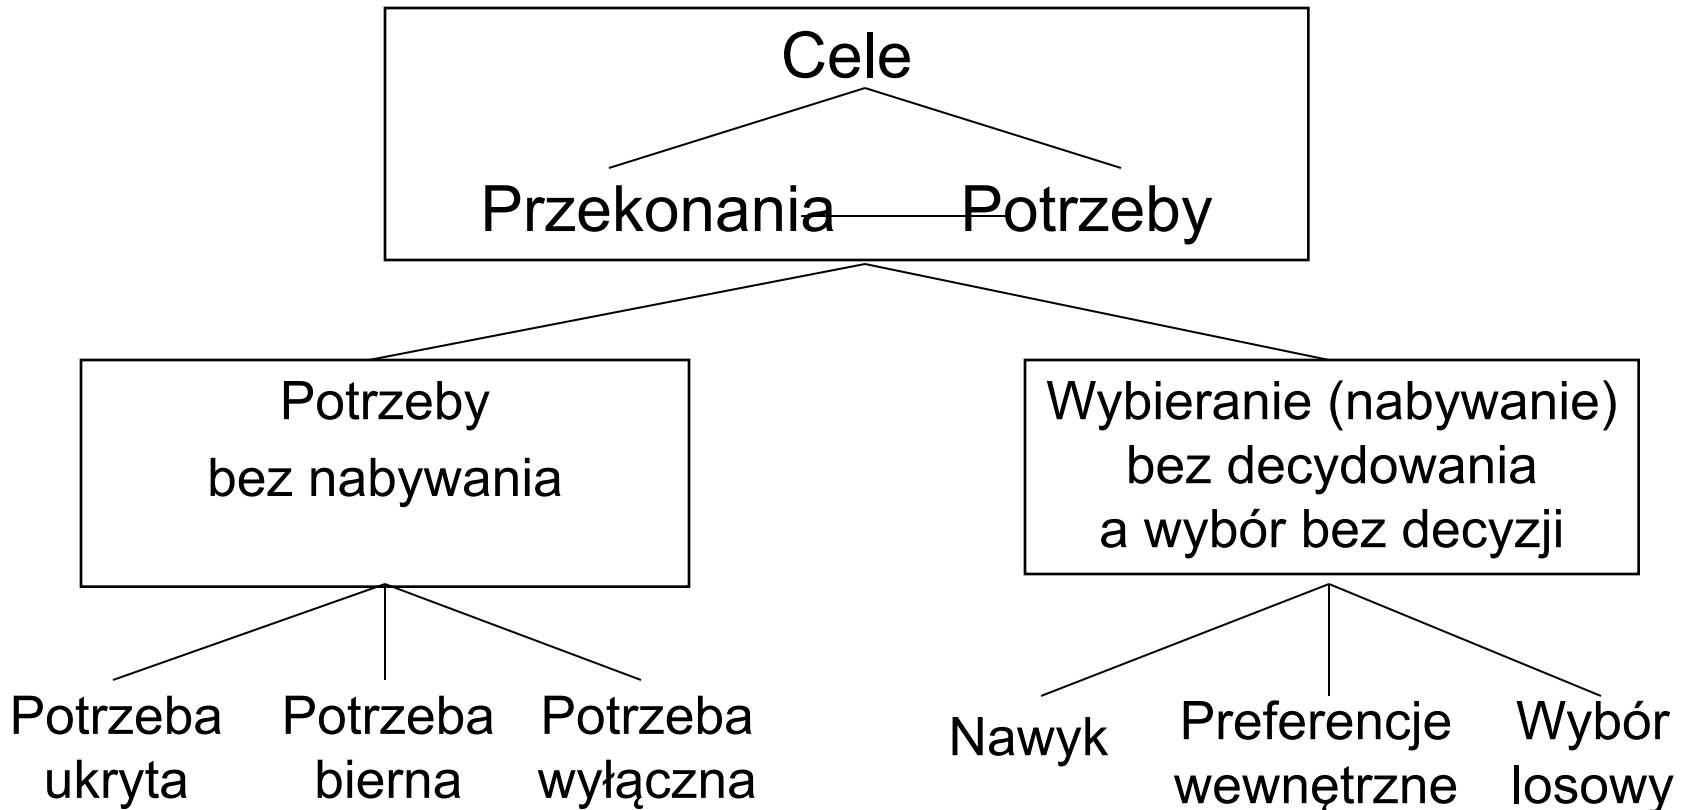 Cele
Przekonania Potrzeby
Potrzeby
bez nabywania
Wybieranie (nabywanie)
bez decydowania
a wybór bez decyzji
Potrzeba
ukryta
Potrzeba
bierna
Potrzeba
wyłączna
Nawyk
Preferencje
wewnętrzne
Wybór
losowy